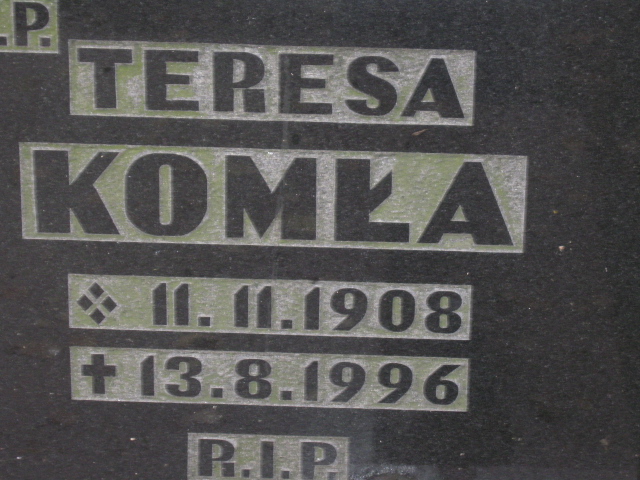 .P.
TERESA
KOMŁA
❖ 11. 11.1908
✝ 13.8.1996
R.I.P.